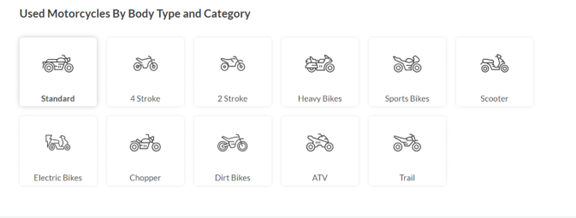 Used Motorcycles By Body Type and Category
Standard
4 Stroke
2 Stroke
Heavy Bikes
Sports Bikes
Scooter
Electric Bikes
Chopper
Dirt Bikes
ATV
Trail